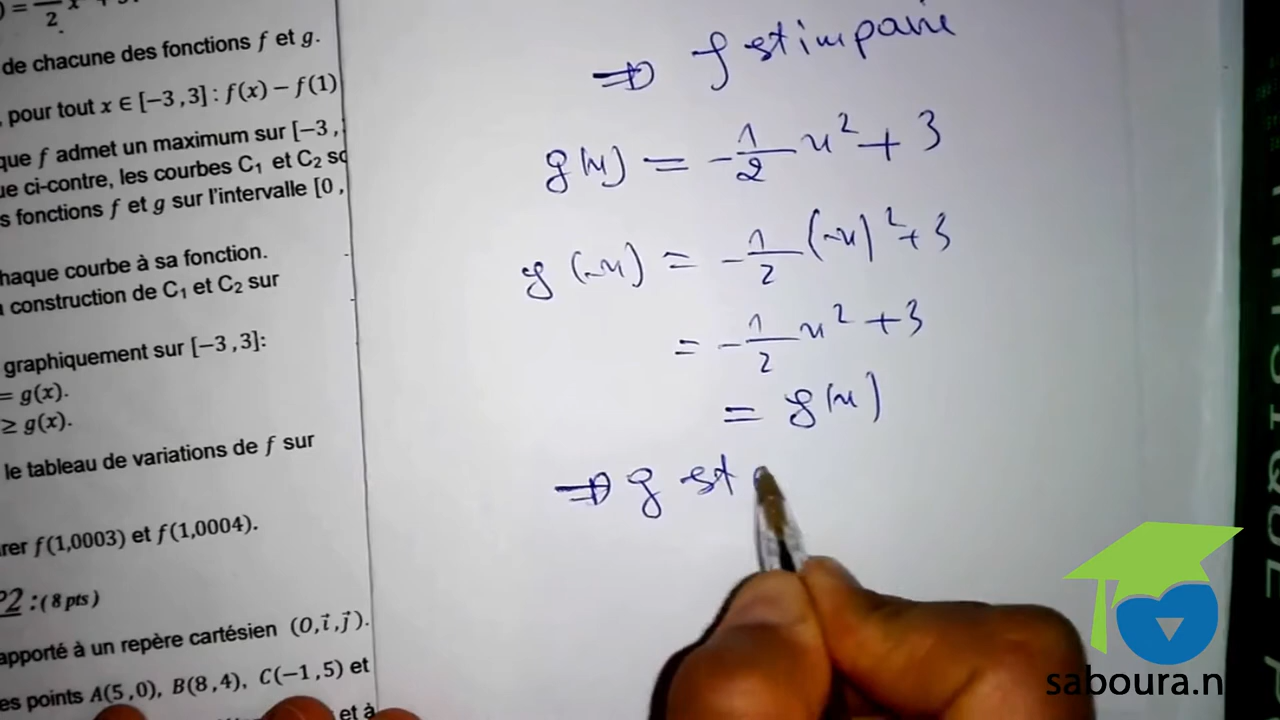 de chacune des fonctions f et g.
pour tout x ∈ [−3 ,3] : f(x) − f(1)
que f admet un maximum sur [−3 ,
ue ci-contre, les courbes C₁ et C₂ so
s fonctions f et g sur l'intervalle [0 ,
haque courbe à sa fonction.
construction de C₁ et C₂ sur
graphiquement sur [−3 ,3]:
= g(x).
≥ g(x).
le tableau de variations de f sur
rer f(1,0003) et f(1,0004).
P2 : ( 8 pts )
apporté à un repère cartésien (O,i⃗,j⃗).
es points A(5 ,0), B(8 ,4), C(−1 ,5) et
et à
⇒ f est impaire
g(x) = -1/2 x² + 3
g(-x) = -1/2 (-x)² + 3
= -1/2 x² + 3
= g(x)
⇒ g est
saboura.n